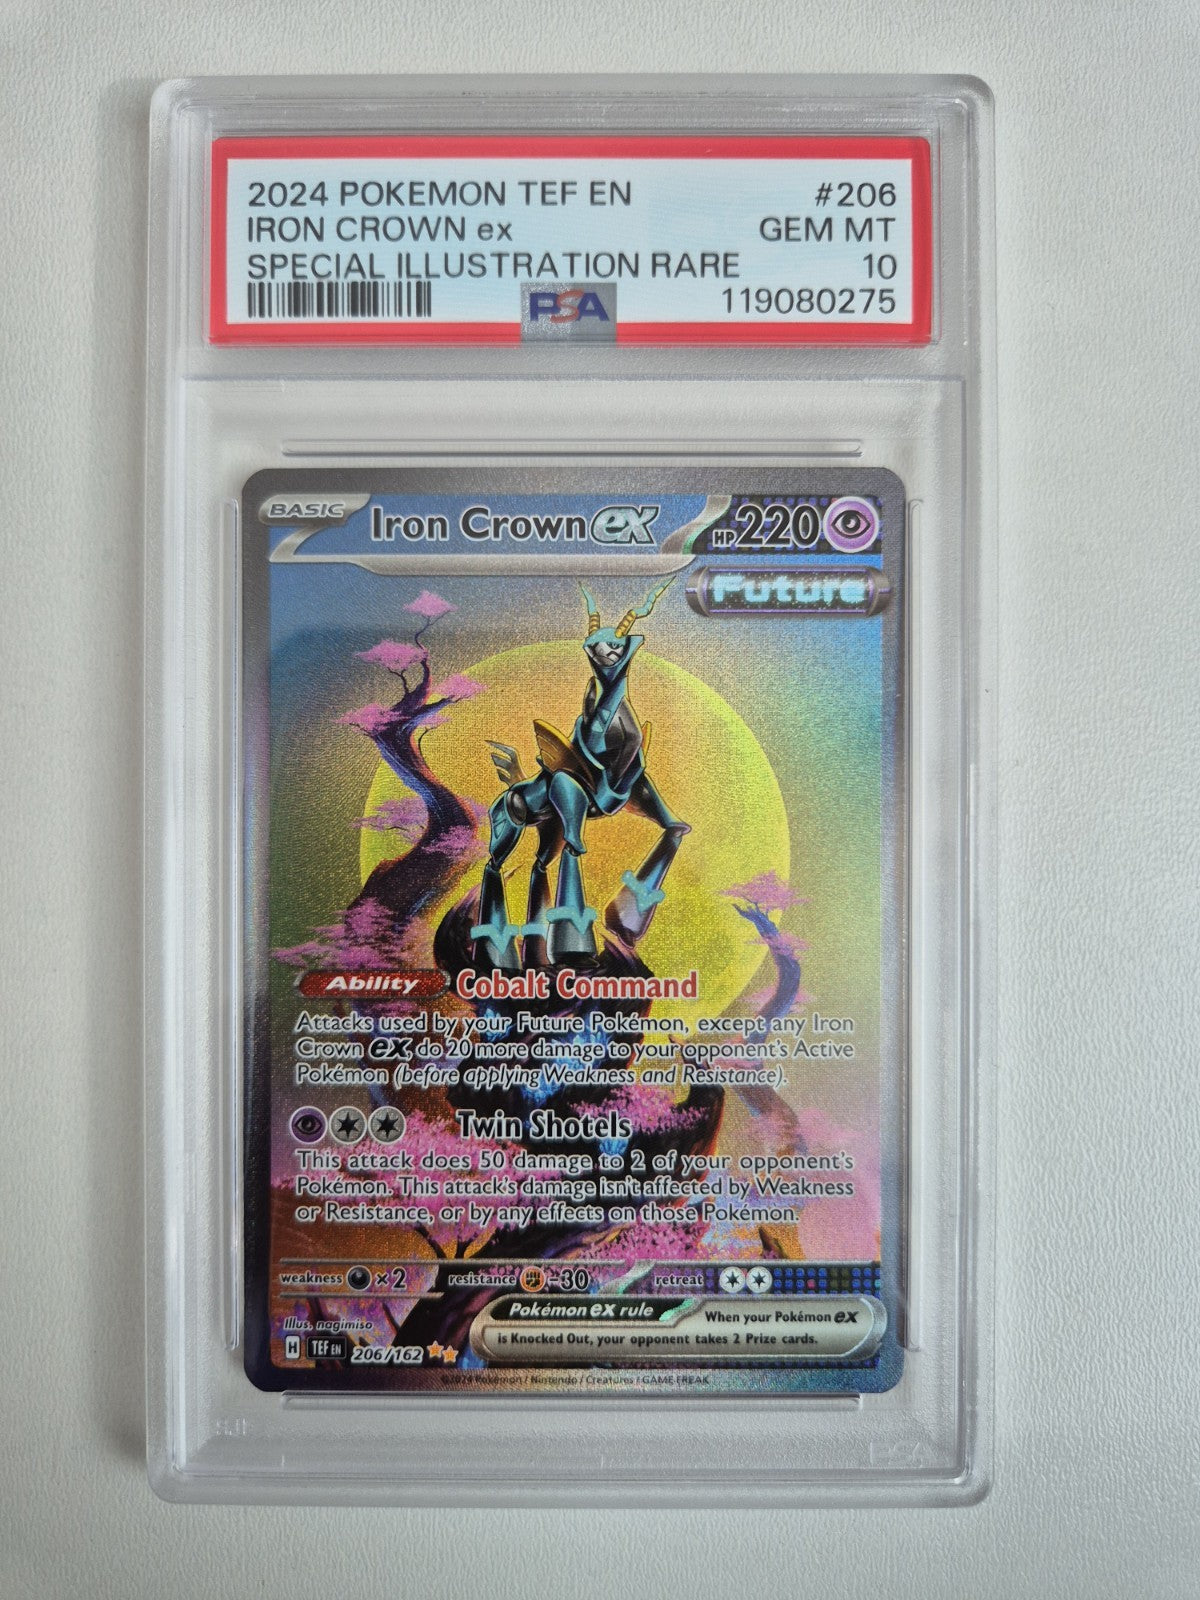 2024 POKEMON TEF EN #206
IRON CROWN ex GEM MT
SPECIAL ILLUSTRATION RARE 10
PSA 119080275
BASIC Iron Crown ex HP 220
Future
Ability Cobalt Command
Attacks used by your Future Pokémon, except any Iron
Crown ex, do 20 more damage to your opponent's Active
Pokémon (before applying Weakness and Resistance).
Twin Shotels
This attack does 50 damage to 2 of your opponent's
Pokémon. This attack's damage isn't affected by Weakness
or Resistance, or by any effects on those Pokémon.
weakness ×2 resistance -30 retreat
Pokémon ex rule When your Pokémon ex
is Knocked Out, your opponent takes 2 Prize cards.
Illus. nagimiso
H TEF EN 206/162
©2024 Pokémon / Nintendo / Creatures / GAME FREAK
PSA